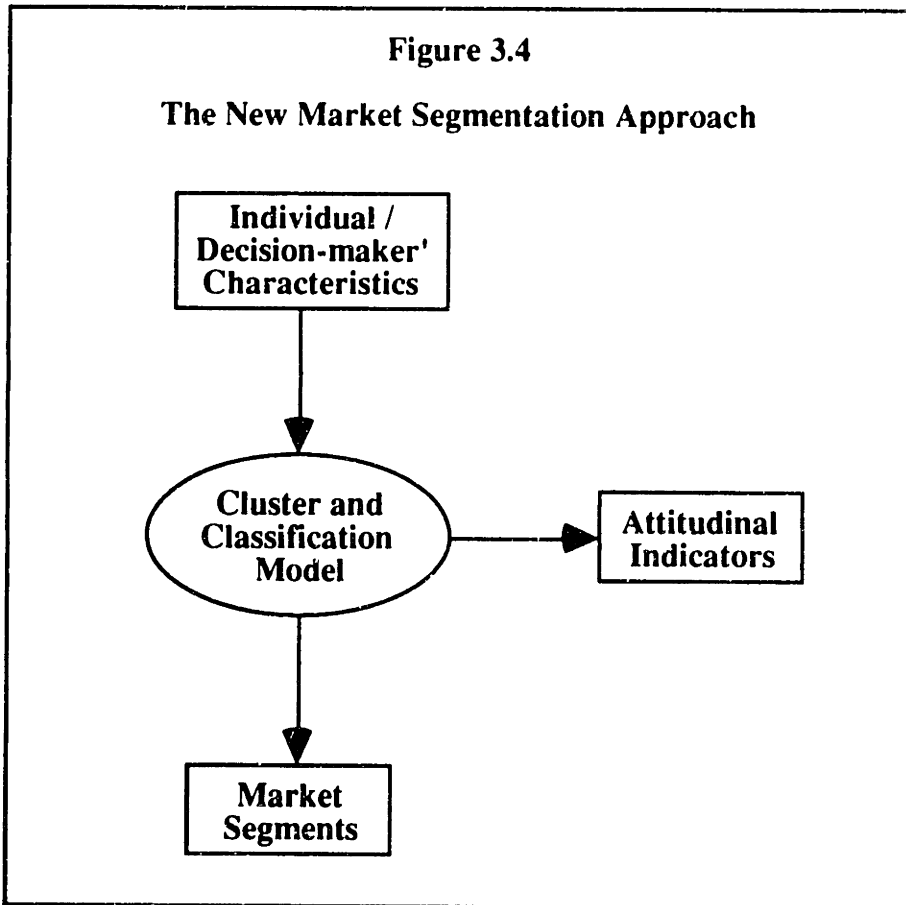 Figure 3.4
The New Market Segmentation Approach
Individual /
Decision-maker'
Characteristics
Cluster and
Classification
Model
Attitudinal
Indicators
Market
Segments